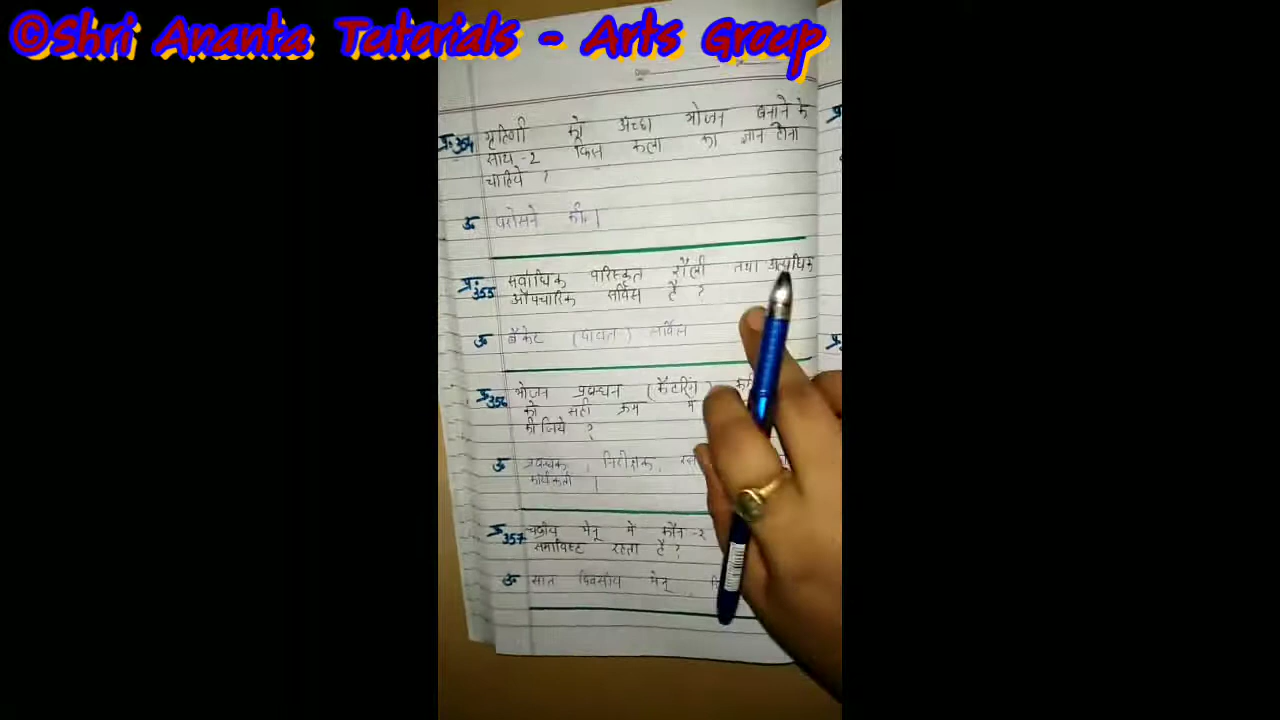 ©Shri Ananta Tutorials - Arts Group
प्र. 354 गृहिणी को अच्छा भोजन बनाने के
साथ-2 किस कला का ज्ञान होना
चाहिये ?
उ परोसने की।
प्र. 355 सर्वाधिक परिष्कृत शैली तथा अत्यधिक
औपचारिक सर्विस है ?
उ बैंकेट (दावत) सर्विस
प्र 356 भोजन प्रबन्धन (कैटरिंग)
को सही क्रम में
कीजिये ?
उ प्रबन्धक, निरीक्षक,
कार्यकर्ता ।
प्र 357 चक्रीय मेनू मे कौन-2
समाविष्ट रहता है ?
उ सात दिवसीय मेनू